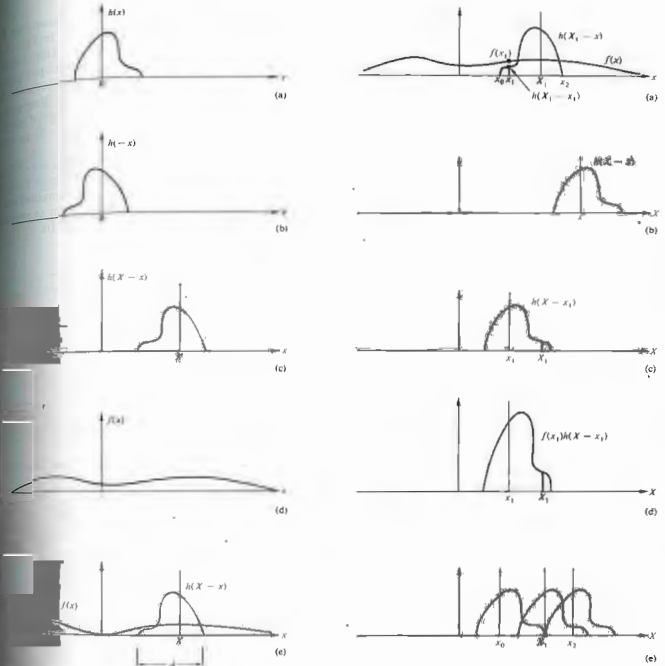 h(x)
(a)
h(−x)
(b)
h(X − x)
x
(c)
f(x)
x
(d)
f(x)
h(X − x)
X
x
(e)
f(x₁)
h(X₁ − x)
f(x)
x₀ x₁ X₁ x₂ x
h(X₁ − x₁)
(a)
X
(b)
h(X − x₁)
x₁ X₁ X
(c)
f(x₁)h(X − x₁)
x₁ X₁ X
(d)
x₀ X₁ x₂ X
(e)